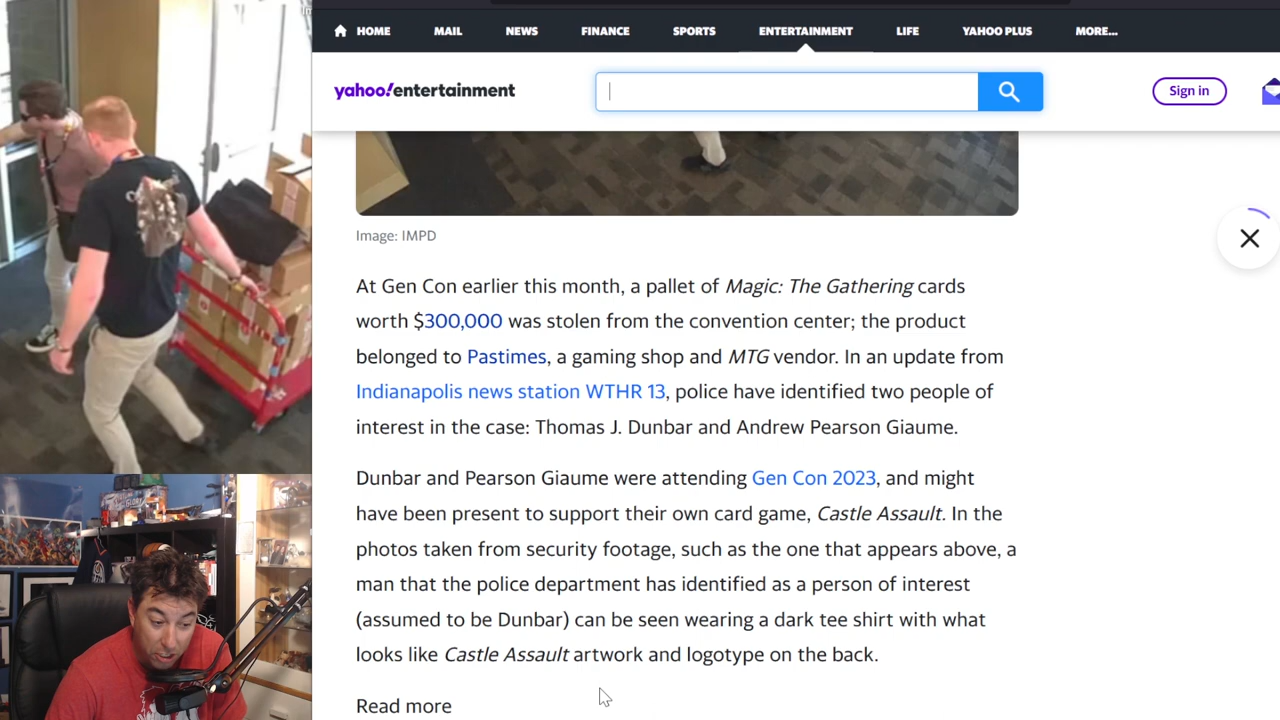 HOME
MAIL
NEWS
FINANCE
SPORTS
ENTERTAINMENT
LIFE
YAHOO PLUS
MORE...
yahoo!entertainment
Sign in
Image: IMPD
At Gen Con earlier this month, a pallet of Magic: The Gathering cards
worth $300,000 was stolen from the convention center; the product
belonged to Pastimes, a gaming shop and MTG vendor. In an update from
Indianapolis news station WTHR 13, police have identified two people of
interest in the case: Thomas J. Dunbar and Andrew Pearson Giaume.
Dunbar and Pearson Giaume were attending Gen Con 2023, and might
have been present to support their own card game, Castle Assault. In the
photos taken from security footage, such as the one that appears above, a
man that the police department has identified as a person of interest
(assumed to be Dunbar) can be seen wearing a dark tee shirt with what
looks like Castle Assault artwork and logotype on the back.
Read more